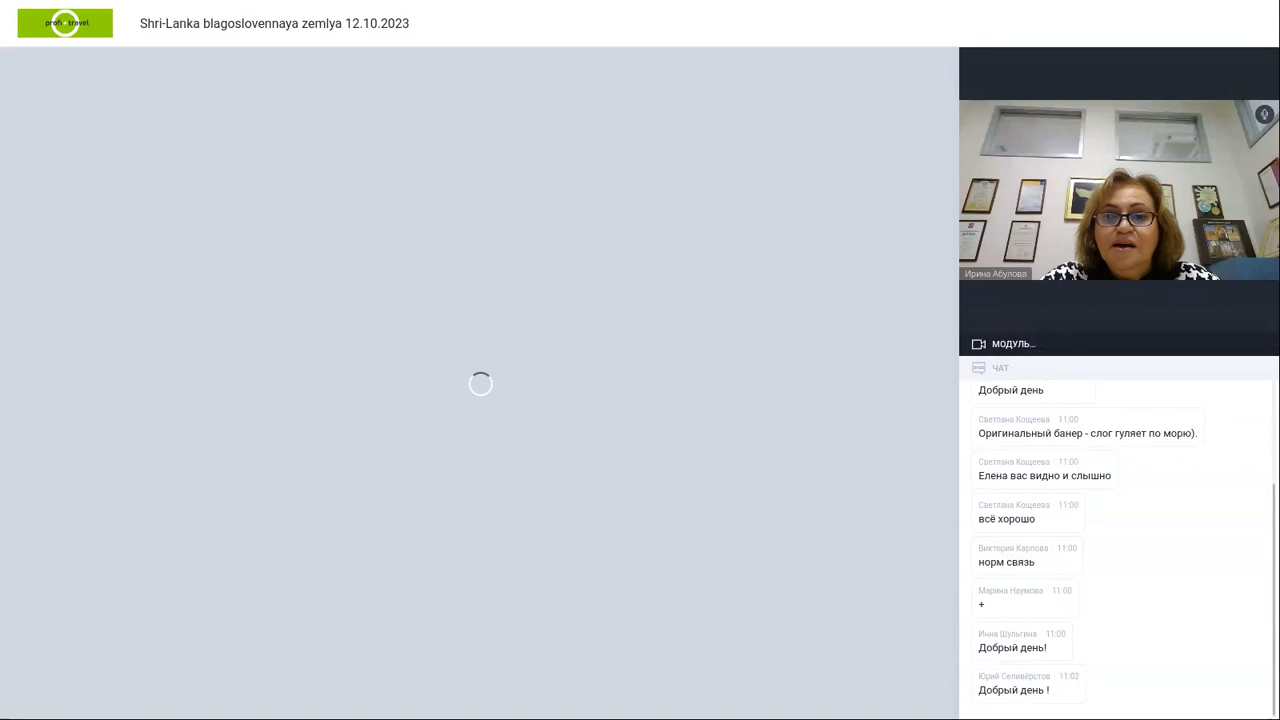 profi travel
Shri-Lanka blagoslovennaya zemlya 12.10.2023
Ирина Абулова
МОДУЛЬ...
ЧАТ
Добрый день
Светлана Кощеева 11:00
Оригинальный банер - слог гуляет по морю).
Светлана Кощеева 11:00
Елена вас видно и слышно
Светлана Кощеева 11:00
всё хорошо
Виктория Карпова 11:00
норм связь
Марина Наумова 11:00
+
Инна Шульгина 11:00
Добрый день!
Юрий Селивёрстов 11:02
Добрый день !